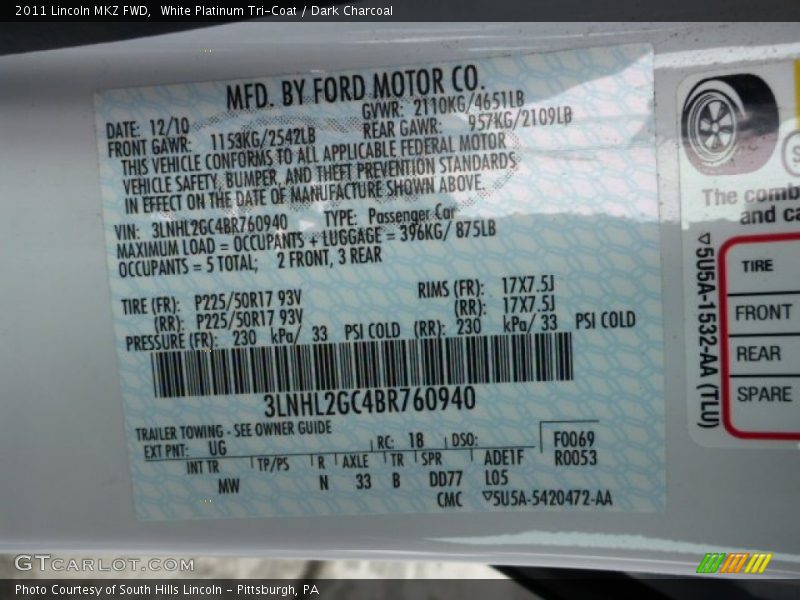 2011 Lincoln MKZ FWD, White Platinum Tri-Coat / Dark Charcoal
MFD. BY FORD MOTOR CO.
DATE: 12/10 GVWR: 2110KG/4651LB
FRONT GAWR: 1153KG/2542LB REAR GAWR: 957KG/2109LB
THIS VEHICLE CONFORMS TO ALL APPLICABLE FEDERAL MOTOR
VEHICLE SAFETY, BUMPER, AND THEFT PREVENTION STANDARDS
IN EFFECT ON THE DATE OF MANUFACTURE SHOWN ABOVE.
VIN: 3LNHL2GC4BR760940 TYPE: Passenger Car
MAXIMUM LOAD = OCCUPANTS + LUGGAGE = 396KG/ 875LB
OCCUPANTS = 5 TOTAL; 2 FRONT, 3 REAR
TIRE (FR): P225/50R17 93V RIMS (FR): 17X7.5J
(RR): P225/50R17 93V (RR): 17X7.5J
PRESSURE (FR): 230 kPa/ 33 PSI COLD (RR): 230 kPa/ 33 PSI COLD
3LNHL2GC4BR760940
TRAILER TOWING - SEE OWNER GUIDE
EXT PNT: UG RC: 18 DSO: F0069
INT TR TP/PS R AXLE TR SPR ADE1F R0053
MW N 33 B DD77 L05
CMC ▽5U5A-5420472-AA
The comb
and ca
▽5U5A-1532-AA (TLU)
TIRE
FRONT
REAR
SPARE
GTCARLOT.COM
Photo Courtesy of South Hills Lincoln - Pittsburgh, PA